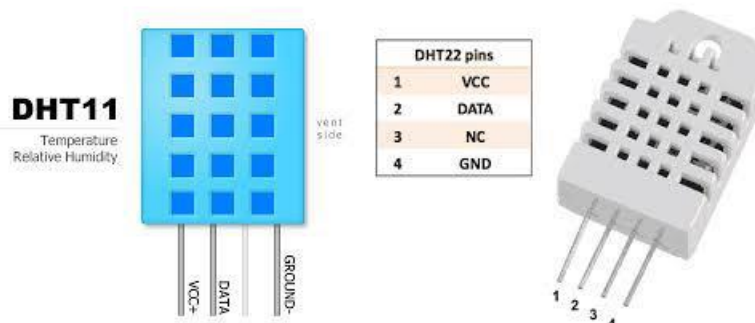 DHT11
Temperature
Relative Humidity
vent
side
VCC+
DATA
GROUND-
DHT22 pins
1 VCC
2 DATA
3 NC
4 GND
1
2
3
4